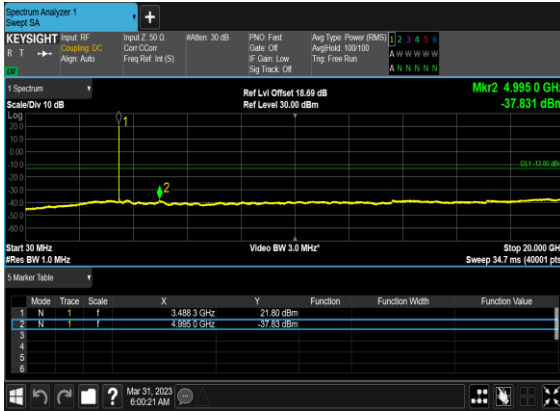 Spectrum Analyzer 1
Swept SA
+
KEYSIGHT
R T
Input: RF
Coupling: DC
Align: Auto
Input Z: 50 Ω
Corr CCorr
Freq Ref: Int (S)
#Atten: 30 dB
PNO: Fast
Gate: Off
IF Gain: Low
Sig Track: Off
Avg Type: Power (RMS)
Avg|Hold: 100/100
Trig: Free Run
1 2 3 4 5 6
A W W W W W
A N N N N N
1 Spectrum
Scale/Div 10 dB
Ref Lvl Offset 18.69 dB
Ref Level 30.00 dBm
Mkr2 4.995 0 GHz
-37.831 dBm
Log
20.0
10.0
0.00
-10.0
-20.0
-30.0
-40.0
-50.0
-60.0
1
2
DL1 -13.00 dBm
Start 30 MHz
#Res BW 1.0 MHz
Video BW 3.0 MHz*
Stop 20.000 GH
Sweep 34.7 ms (40001 pts
5 Marker Table
Mode Trace Scale X Y Function Function Width Function Value
1 N 1 f 3.488 3 GHz 21.80 dBm
2 N 1 f 4.995 0 GHz -37.83 dBm
3
4
5
6
?
Mar 31, 2023
6:00:21 AM